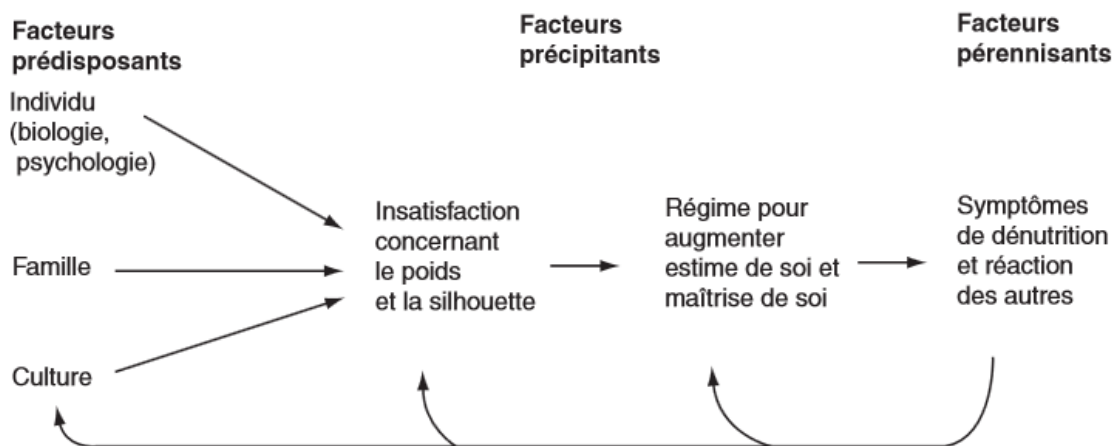 Facteurs
prédisposants
Facteurs
précipitants
Facteurs
pérennisants
Individu
(biologie,
psychologie)
Famille
Culture
Insatisfaction
concernant
le poids
et la silhouette
Régime pour
augmenter
estime de soi et
maîtrise de soi
Symptômes
de dénutrition
et réaction
des autres